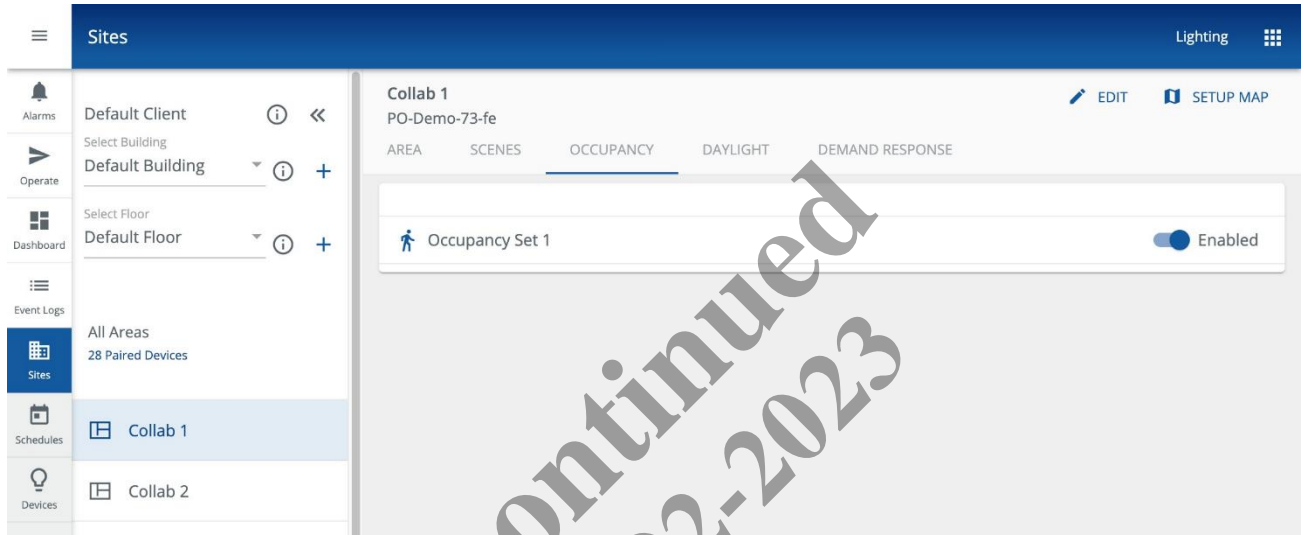 Sites
Lighting
Alarms
Operate
Dashboard
Event Logs
Sites
Schedules
Devices
Default Client
Select Building
Default Building
Select Floor
Default Floor
All Areas
28 Paired Devices
Collab 1
Collab 2
Collab 1
PO-Demo-73-fe
EDIT SETUP MAP
AREA SCENES OCCUPANCY DAYLIGHT DEMAND RESPONSE
Occupancy Set 1 Enabled
ontinued
02-2023